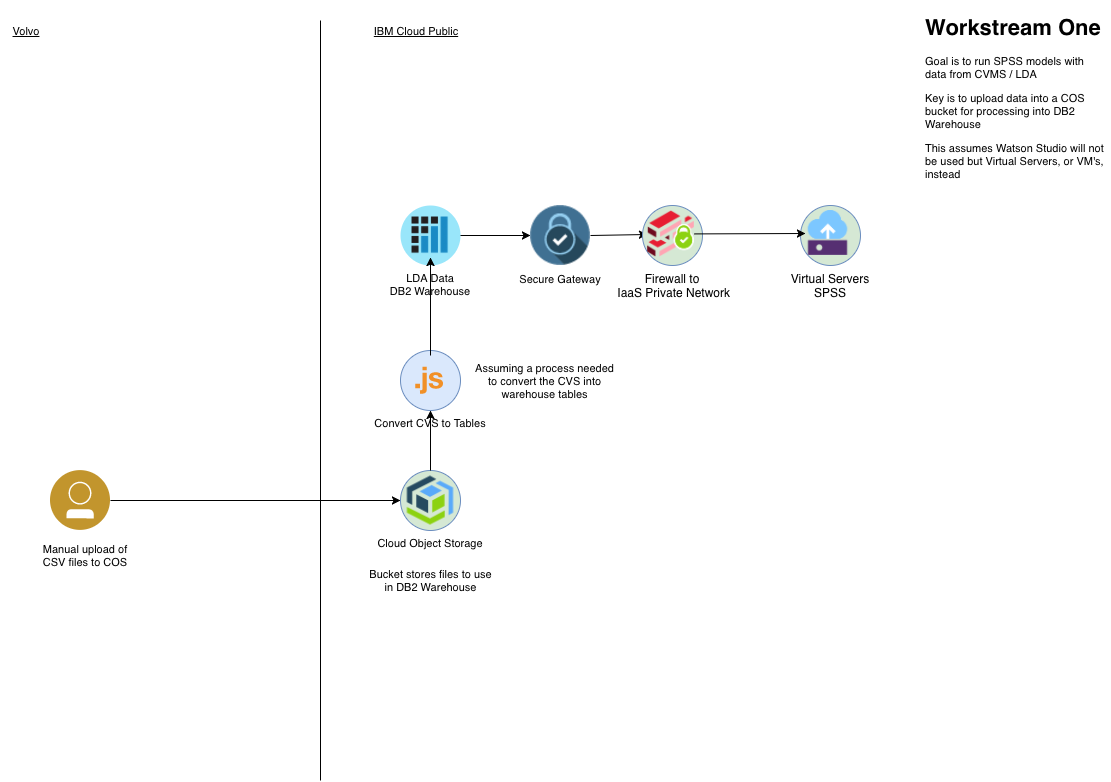 Volvo
IBM Cloud Public
Workstream One
Goal is to run SPSS models with
data from CVMS / LDA
Key is to upload data into a COS
bucket for processing into DB2
Warehouse
This assumes Watson Studio will not
be used but Virtual Servers, or VM's,
instead
LDA Data
DB2 Warehouse
Secure Gateway
Firewall to
IaaS Private Network
Virtual Servers
SPSS
.js
Assuming a process needed
to convert the CVS into
warehouse tables
Convert CVS to Tables
Manual upload of
CSV files to COS
Cloud Object Storage
Bucket stores files to use
in DB2 Warehouse